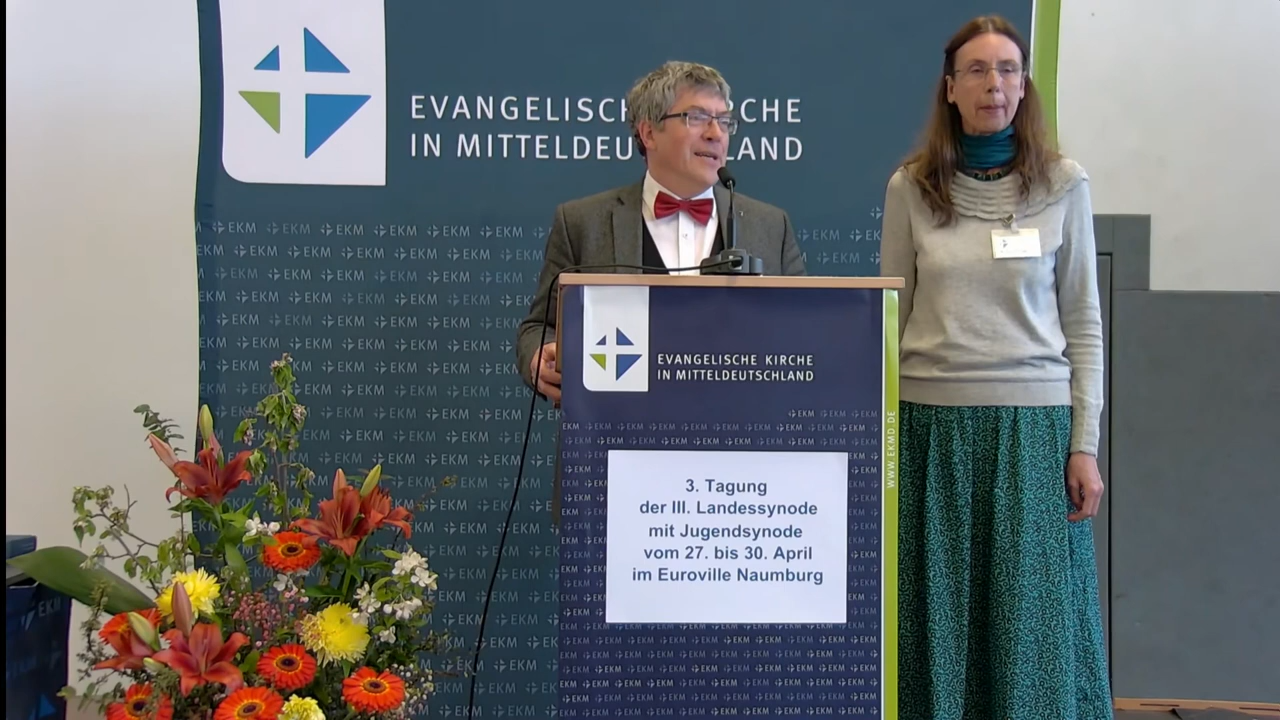 EVANGELISCHE KIRCHE
IN MITTELDEUTSCHLAND
EKM
EVANGELISCHE KIRCHE
IN MITTELDEUTSCHLAND
WWW.EKMD.DE
3. Tagung
der III. Landessynode
mit Jugendsynode
vom 27. bis 30. April
im Euroville Naumburg